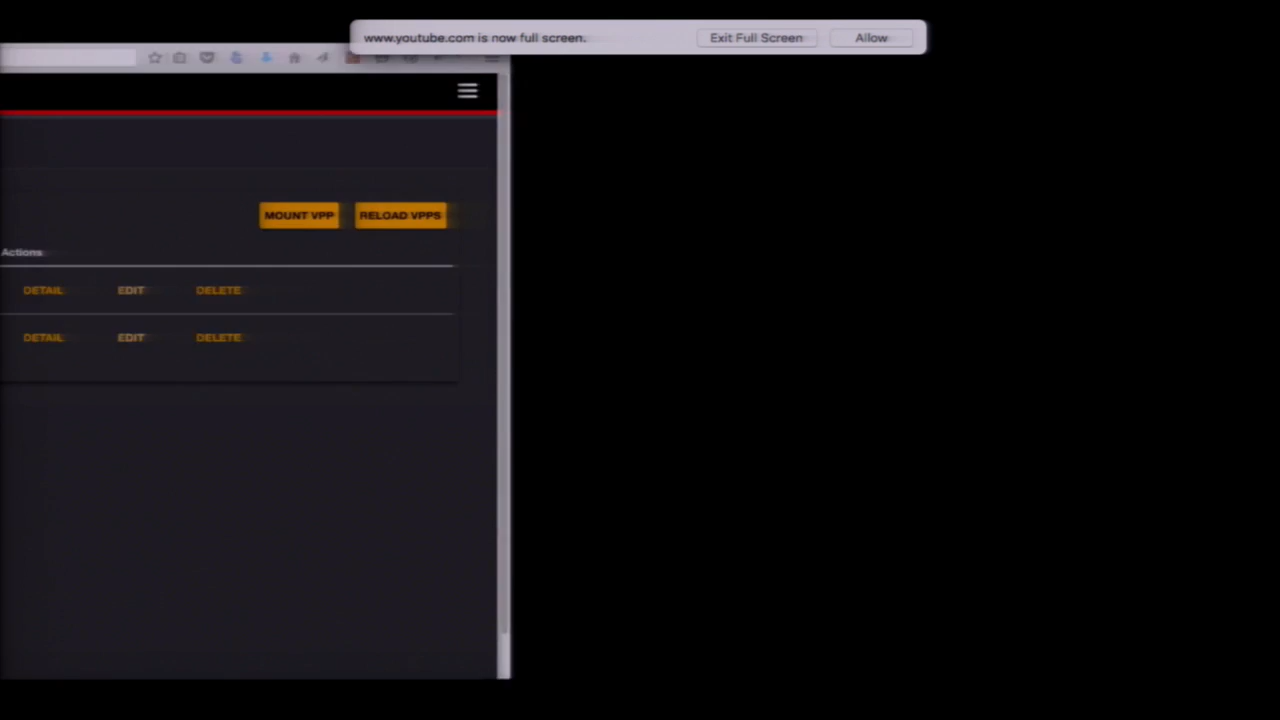 www.youtube.com is now full screen.
Exit Full Screen
Allow
MOUNT VPP
RELOAD VPPS
Actions
DETAIL
EDIT
DELETE
DETAIL
EDIT
DELETE